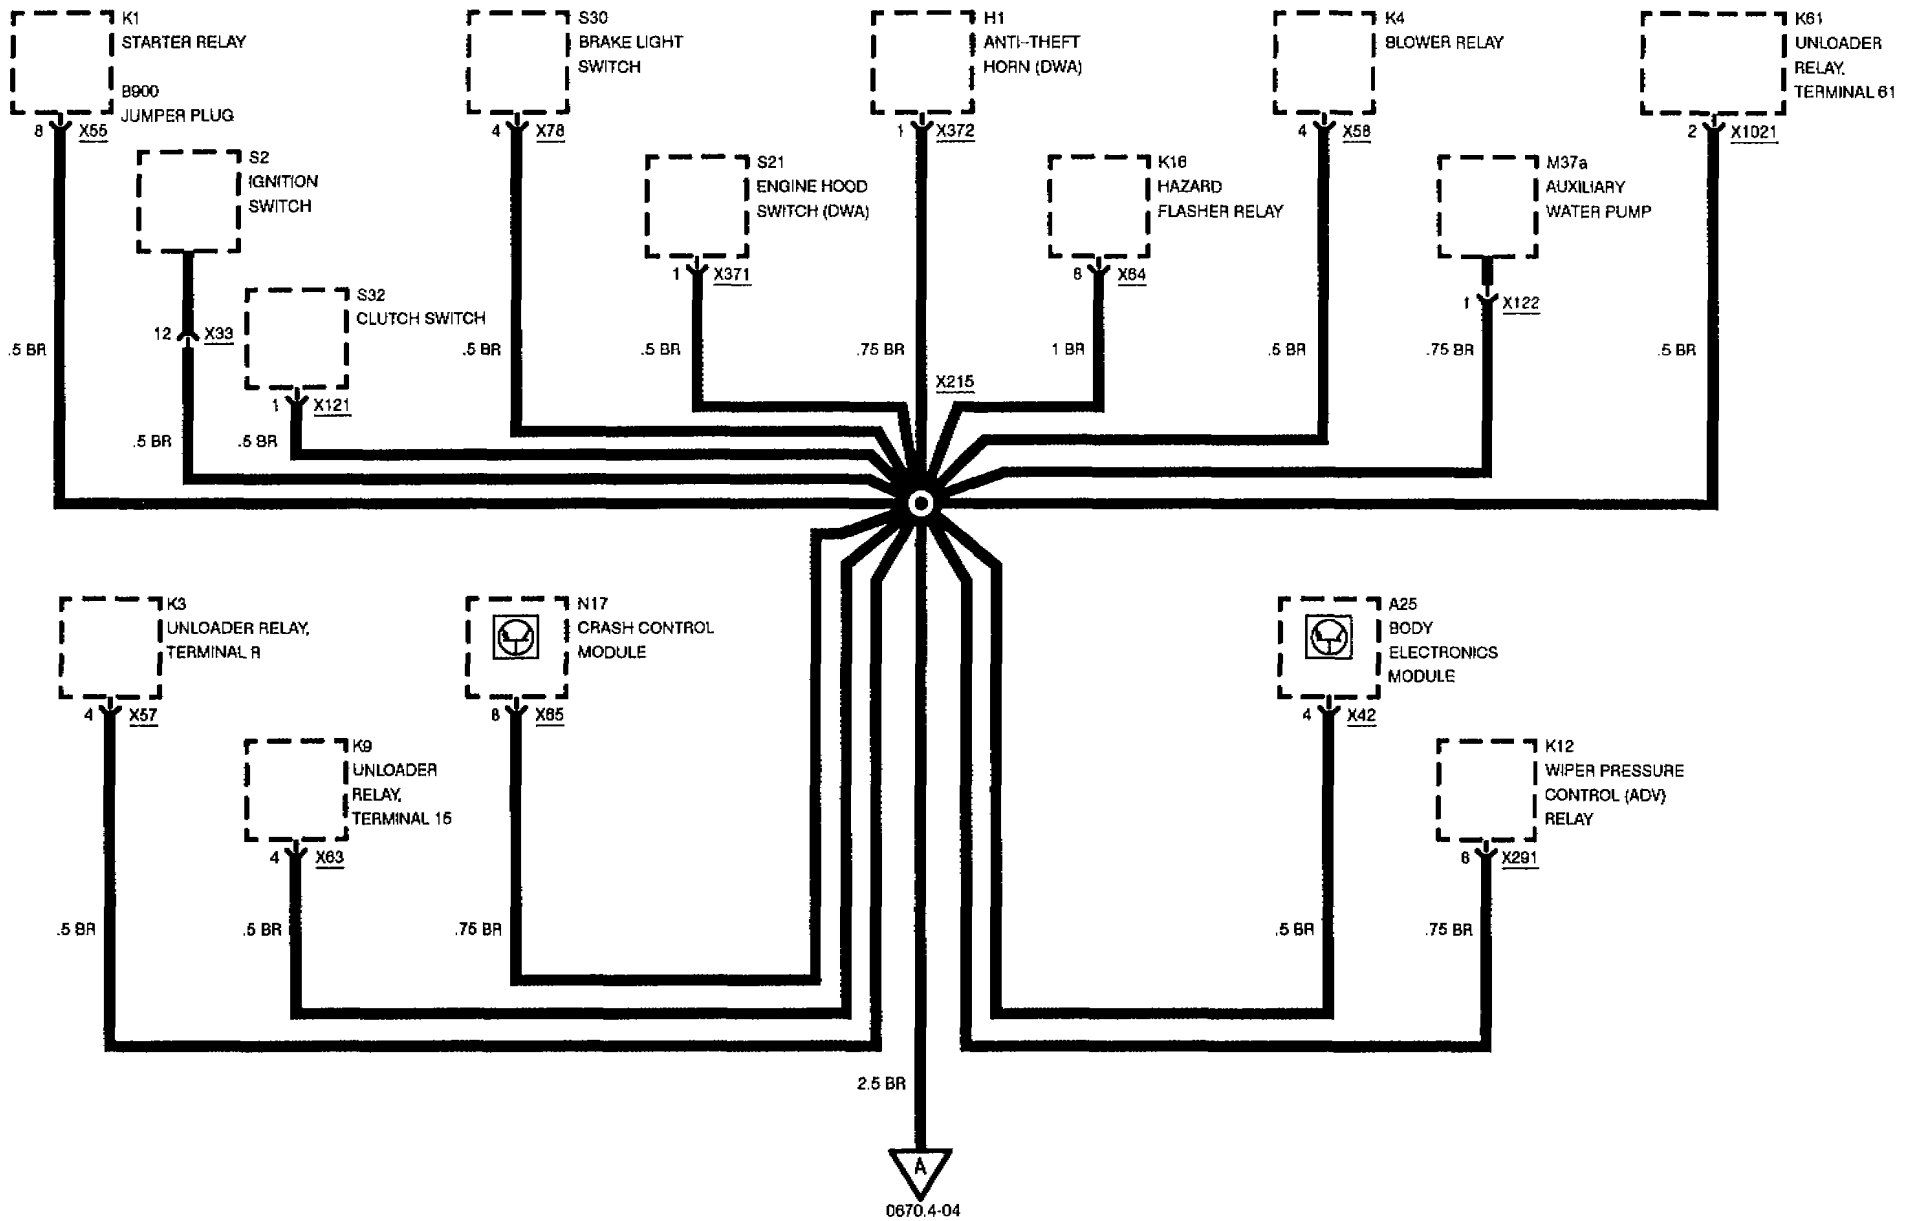 K1
STARTER RELAY
B900
JUMPER PLUG
8
X55
S30
BRAKE LIGHT
SWITCH
4
X78
H1
ANTI-THEFT
HORN (DWA)
1
X372
K4
BLOWER RELAY
4
X58
K61
UNLOADER
RELAY,
TERMINAL 61
2
X1021
S2
IGNITION
SWITCH
12
X33
S21
ENGINE HOOD
SWITCH (DWA)
1
X371
K16
HAZARD
FLASHER RELAY
6
X64
M37a
AUXILIARY
WATER PUMP
1
X122
S32
CLUTCH SWITCH
1
X121
.5 BR
.5 BR
.5 BR
.75 BR
1 BR
.5 BR
.75 BR
.5 BR
X215
.5 BR
.5 BR
K3
UNLOADER RELAY,
TERMINAL R
4
X57
N17
CRASH CONTROL
MODULE
8
X65
A25
BODY
ELECTRONICS
MODULE
4
X42
K9
UNLOADER
RELAY,
TERMINAL 15
4
X63
K12
WIPER PRESSURE
CONTROL (ADV)
RELAY
6
X291
.5 BR
.5 BR
.75 BR
.5 BR
.75 BR
2.5 BR
A
0670.4-04